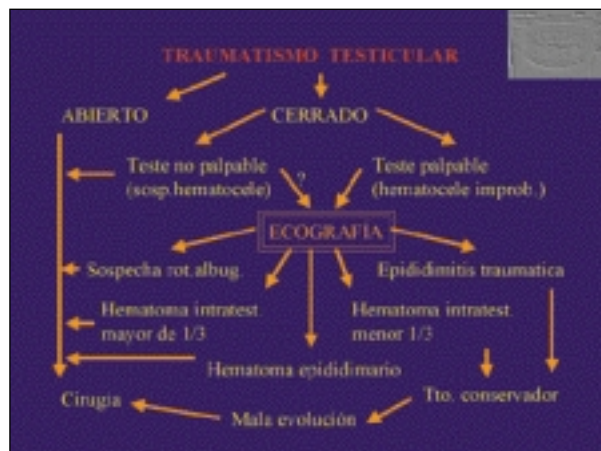 TRAUMATISMO TESTICULAR
ABIERTO
CERRADO
Teste no palpable
(sosp.hematocele)
?
Teste palpable
(hematocele improb.)
ECOGRAFÍA
Sospecha rot.albug.
Epididimitis traumatica
Hematoma intratest.
mayor de 1/3
Hematoma intratest.
menor 1/3
Hematoma epididimario
Cirugia
Tto. conservador
Mala evolución